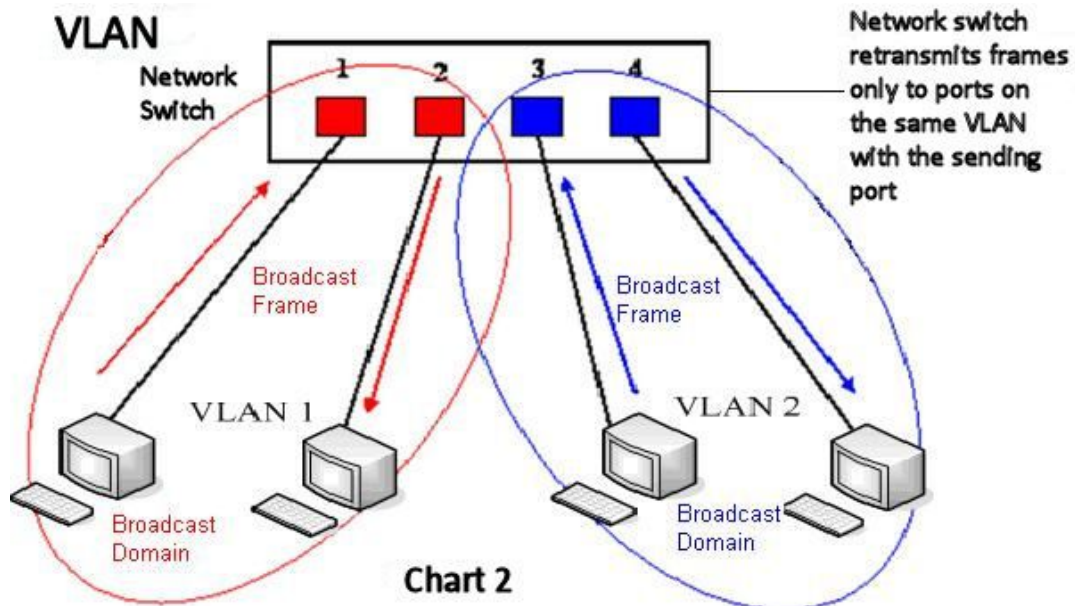 VLAN
Network
Switch
1 2 3 4
Network switch
retransmits frames
only to ports on
the same VLAN
with the sending
port
Broadcast
Frame
Broadcast
Frame
VLAN 1
VLAN 2
Broadcast
Domain
Broadcast
Domain
Chart 2